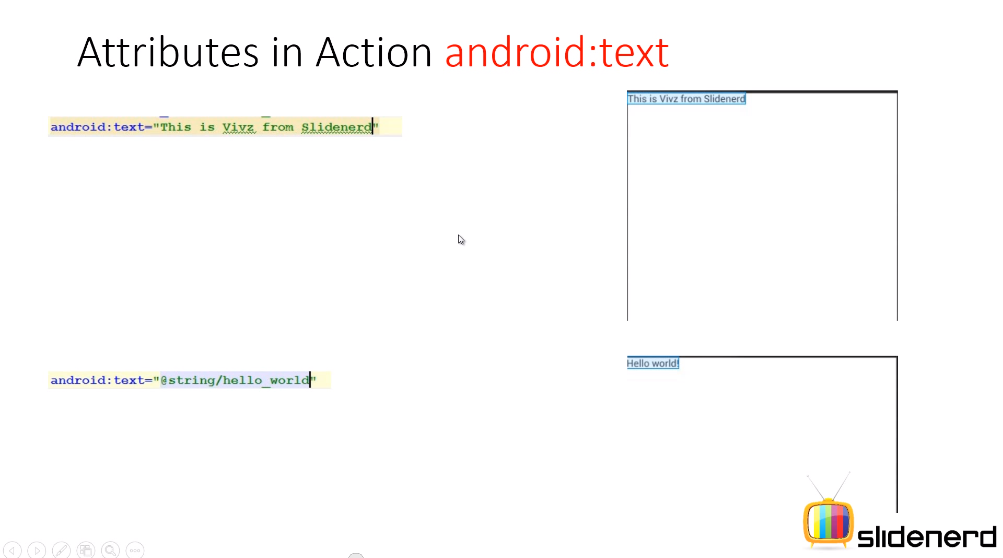 Attributes in Action android:text
android:text="This is Vivz from Slidenerd"
This is Vivz from Slidenerd
android:text="@string/hello_world"
Hello world!
slidenerd